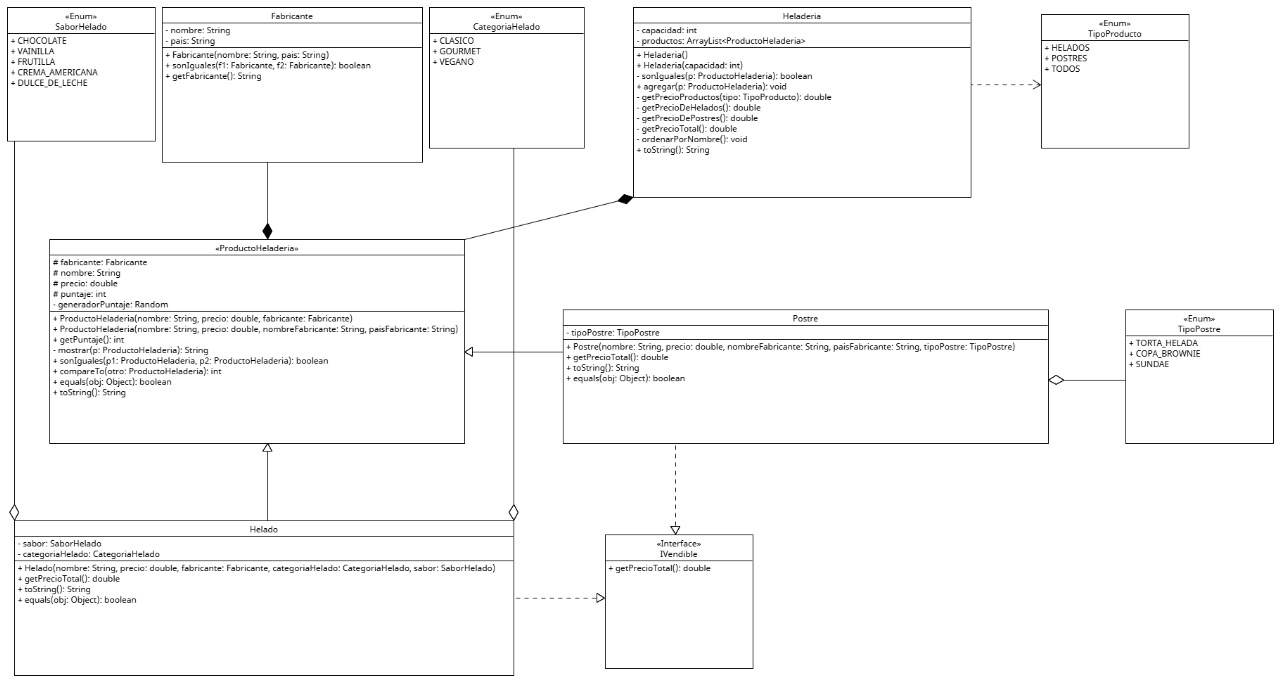 «Enum»
SaborHelado
+ CHOCOLATE
+ VAINILLA
+ FRUTILLA
+ CREMA_AMERICANA
+ DULCE_DE_LECHE
Fabricante
- nombre: String
- pais: String
+ Fabricante(nombre: String, pais: String)
+ sonIguales(f1: Fabricante, f2: Fabricante): boolean
+ getFabricante(): String
«Enum»
CategoriaHelado
+ CLASICO
+ GOURMET
+ VEGANO
Heladeria
- capacidad: int
- productos: ArrayList<ProductoHeladeria>
+ Heladeria()
+ Heladeria(capacidad: int)
- sonIguales(p: ProductoHeladeria): boolean
+ agregar(p: ProductoHeladeria): void
- getPrecioProductos(tipo: TipoProducto): double
- getPrecioDeHelados(): double
- getPrecioDePostres(): double
- getPrecioTotal(): double
- ordenarPorNombre(): void
+ toString(): String
«Enum»
TipoProducto
+ HELADOS
+ POSTRES
+ TODOS
«ProductoHeladeria»
# fabricante: Fabricante
# nombre: String
# precio: double
# puntaje: int
- generadorPuntaje: Random
+ ProductoHeladeria(nombre: String, precio: double, fabricante: Fabricante)
+ ProductoHeladeria(nombre: String, precio: double, nombreFabricante: String, paisFabricante: String)
+ getPuntaje(): int
- mostrar(p: ProductoHeladeria): String
+ sonIguales(p1: ProductoHeladeria, p2: ProductoHeladeria): boolean
+ compareTo(otro: ProductoHeladeria): int
+ equals(obj: Object): boolean
+ toString(): String
Postre
- tipoPostre: TipoPostre
+ Postre(nombre: String, precio: double, nombreFabricante: String, paisFabricante: String, tipoPostre: TipoPostre)
+ getPrecioTotal(): double
+ toString(): String
+ equals(obj: Object): boolean
«Enum»
TipoPostre
+ TORTA_HELADA
+ COPA_BROWNIE
+ SUNDAE
Helado
- sabor: SaborHelado
- categoriaHelado: CategoriaHelado
+ Helado(nombre: String, precio: double, fabricante: Fabricante, categoriaHelado: CategoriaHelado, sabor: SaborHelado)
+ getPrecioTotal(): double
+ toString(): String
+ equals(obj: Object): boolean
«Interface»
IVendible
+ getPrecioTotal(): double